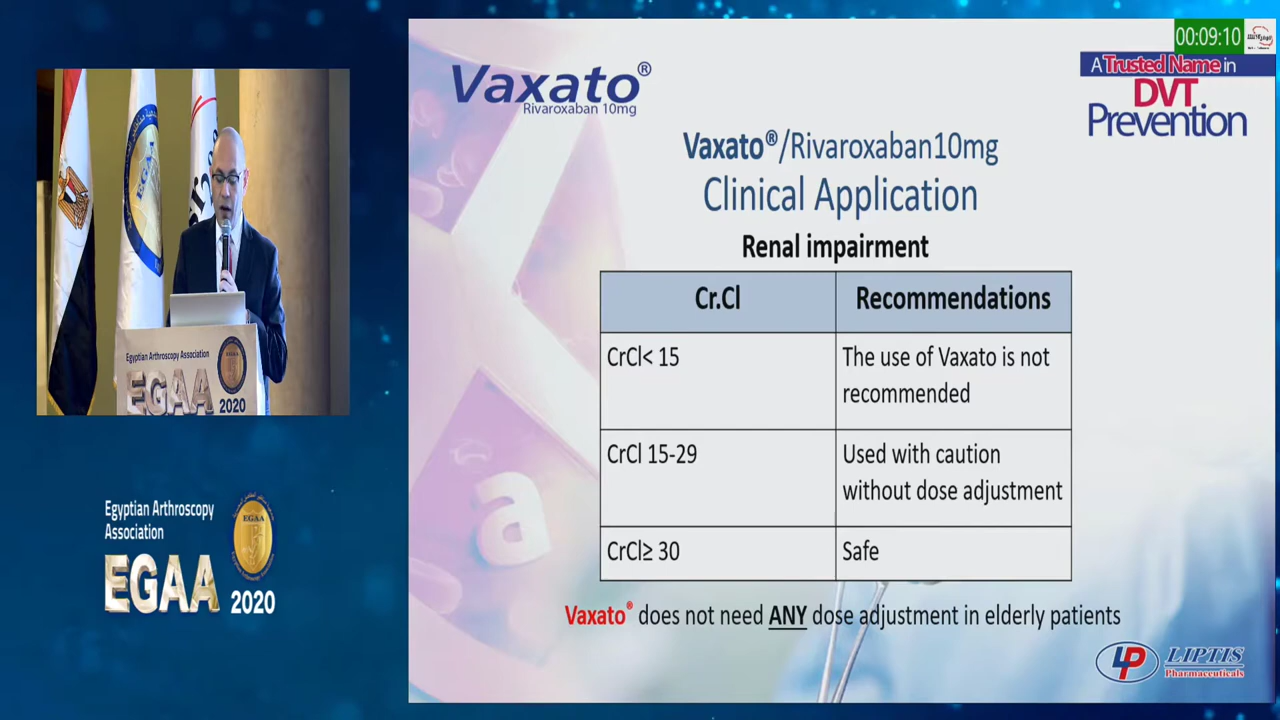 00:09:10
A Trusted Name in
DVT
Prevention
Vaxato®
Rivaroxaban 10mg
Vaxato®/Rivaroxaban10mg
Clinical Application
Renal impairment
Cr.Cl
Recommendations
CrCl< 15
The use of Vaxato is not
recommended
CrCl 15-29
Used with caution
without dose adjustment
CrCl≥ 30
Safe
Vaxato® does not need ANY dose adjustment in elderly patients
LP
LIPTIS
Pharmaceuticals
EGAA
Egyptian Arthroscopy Association
EGAA
2020
Egyptian Arthroscopy
Association
EGAA
EGAA
2020